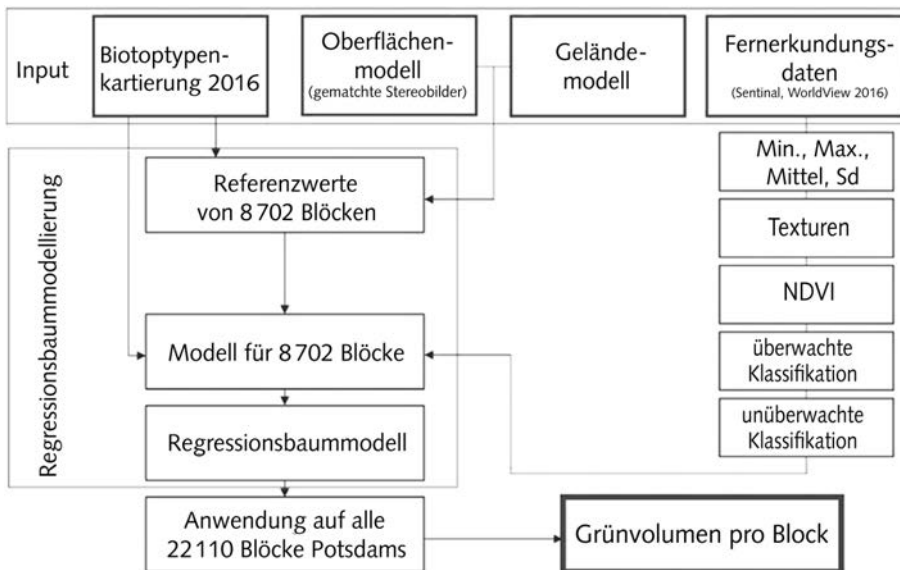 Input
Biotoptypen-
kartierung 2016
Oberflächen-
modell
(gematchte Stereobilder)
Gelände-
modell
Fernerkundungs-
daten
(Sentinal, WorldView 2016)
Regressionsbaummodellierung
Referenzwerte
von 8 702 Blöcken
Modell für 8 702 Blöcke
Regressionsbaummodell
Anwendung auf alle
22 110 Blöcke Potsdams
Min., Max.,
Mittel, Sd
Texturen
NDVI
überwachte
Klassifikation
unüberwachte
Klassifikation
Grünvolumen pro Block